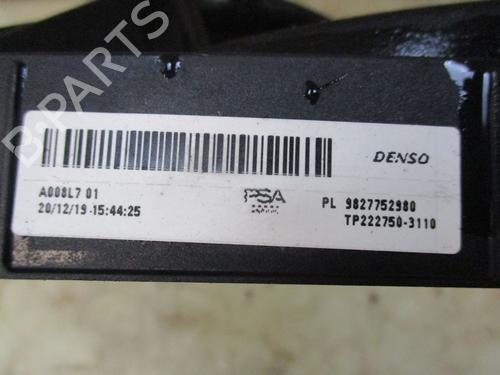 B-PARTS
DENSO
A008L7 01
20/12/19-15:44:25
PSA
PL 9827752980
TP222750-3110